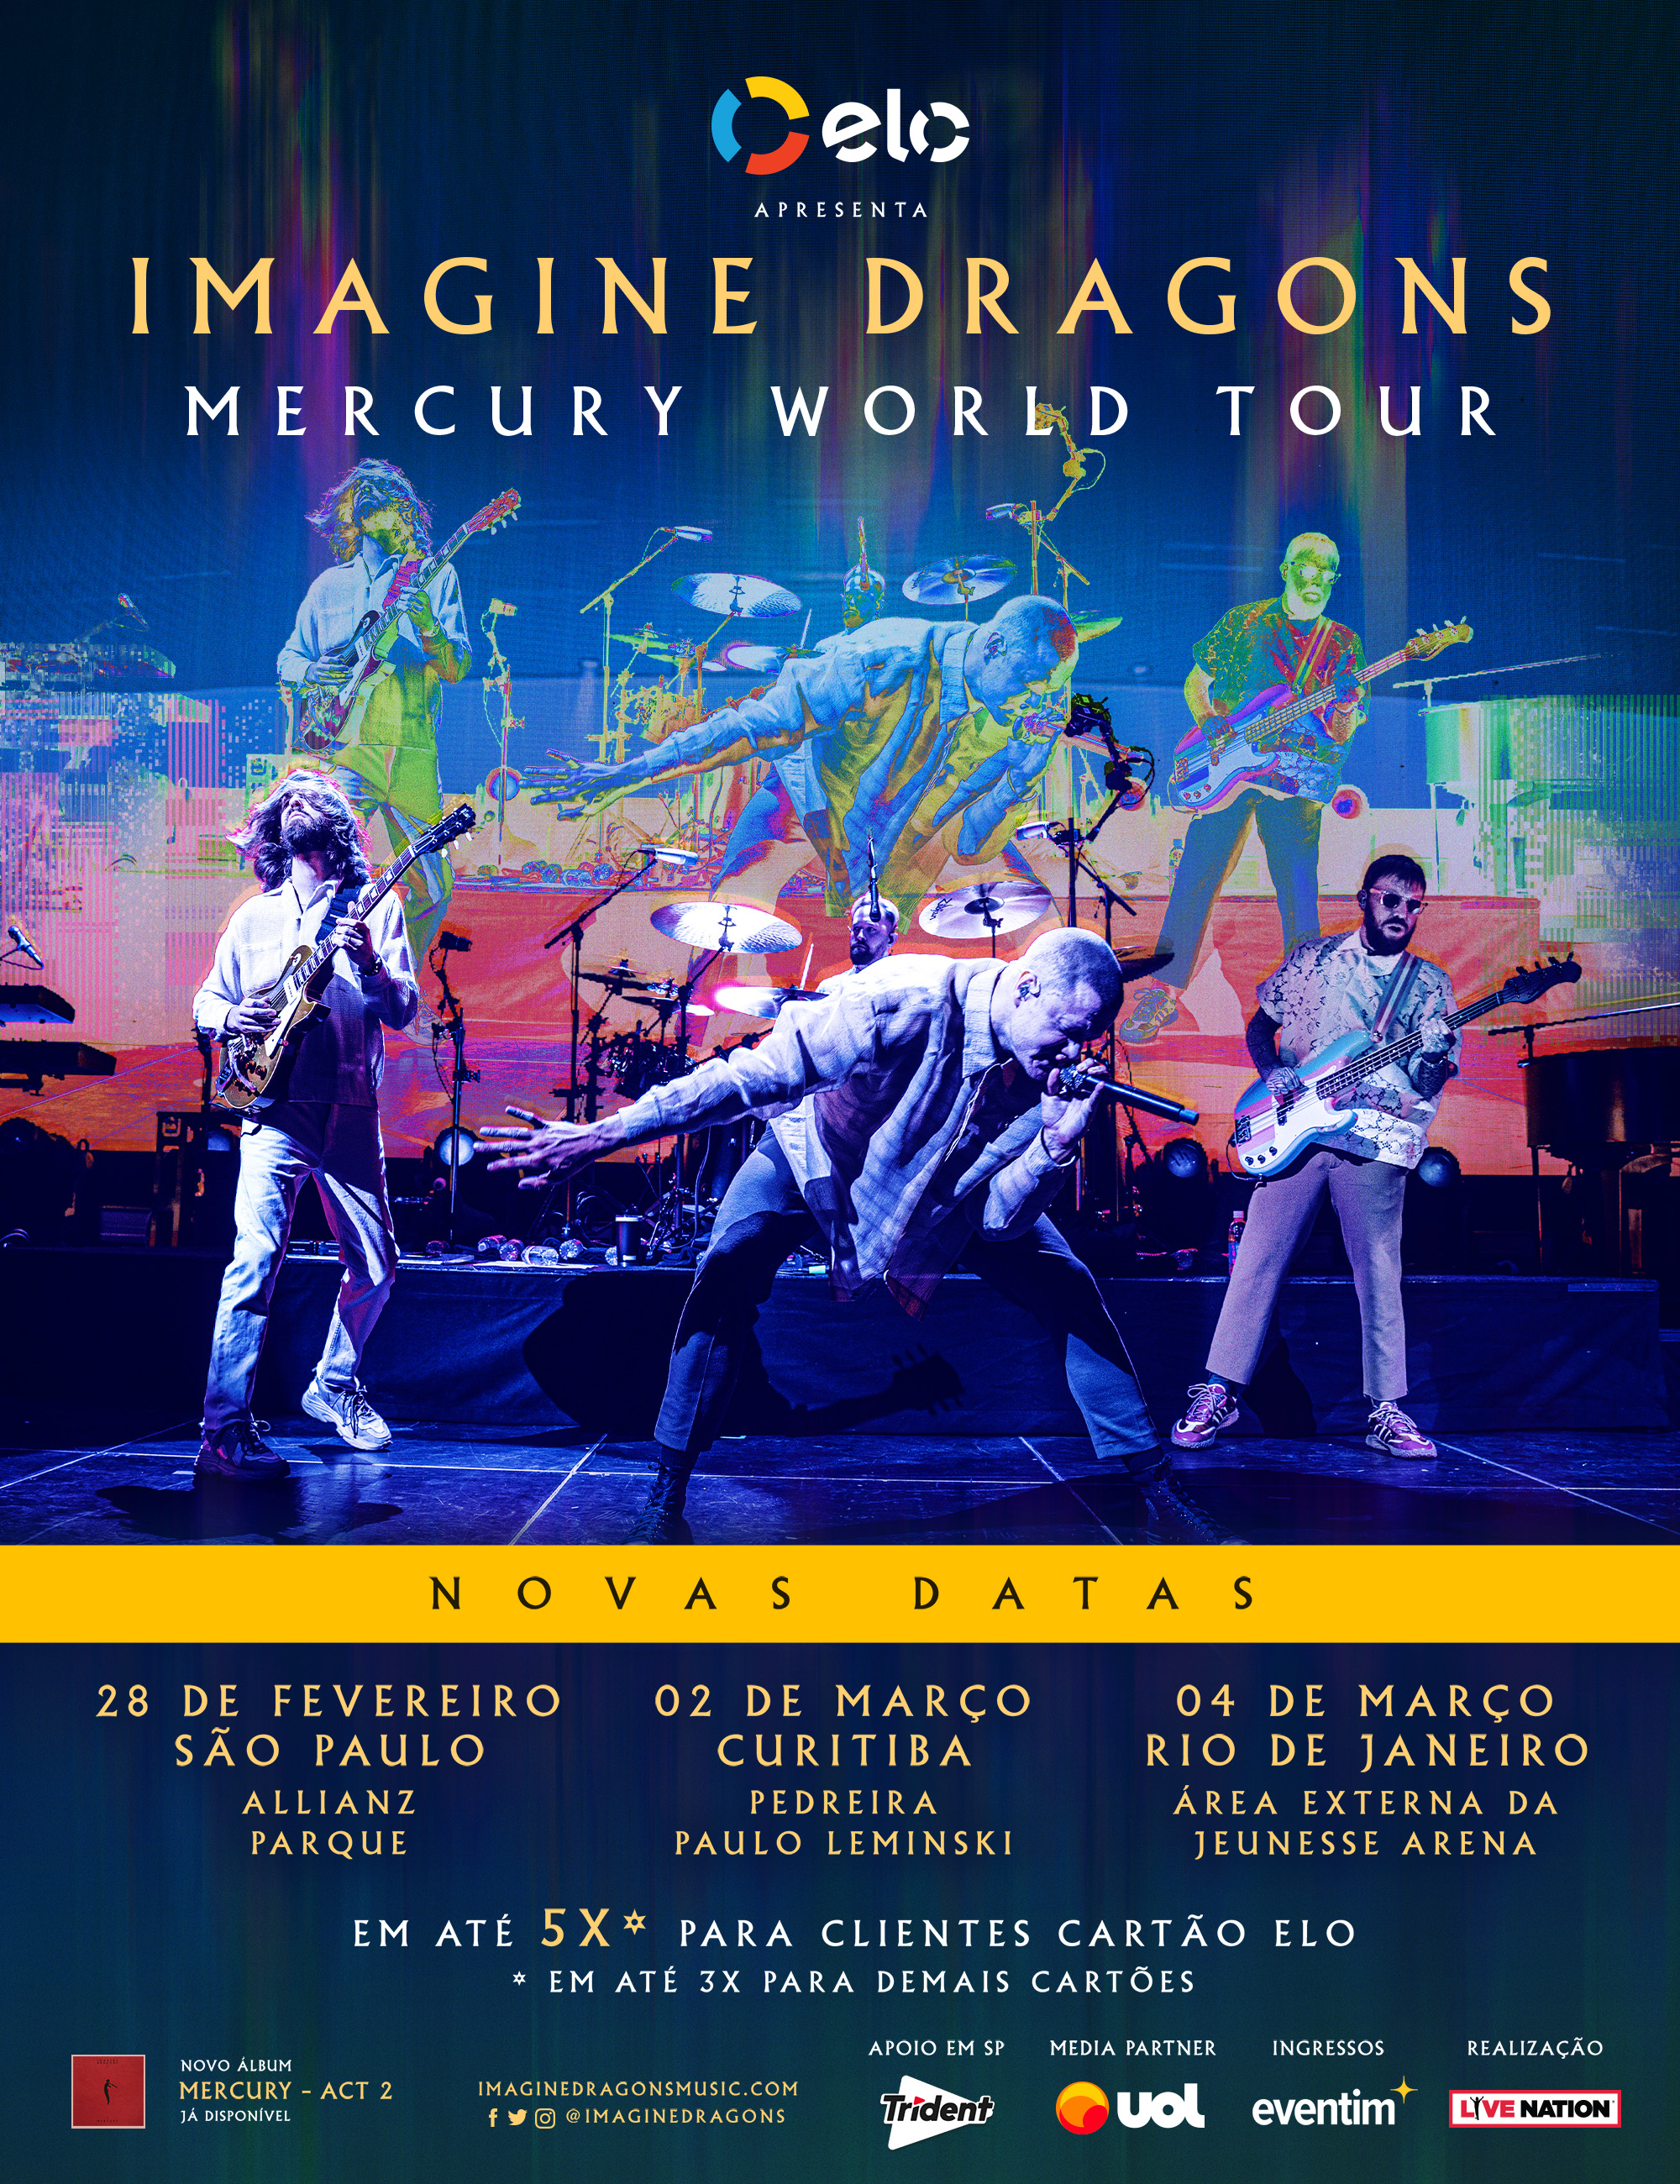 elo
APRESENTA
IMAGINE DRAGONS
MERCURY WORLD TOUR
NOVAS DATAS
28 DE FEVEREIRO
SÃO PAULO
ALLIANZ
PARQUE
02 DE MARÇO
CURITIBA
PEDREIRA
PAULO LEMINSKI
04 DE MARÇO
RIO DE JANEIRO
ÁREA EXTERNA DA
JEUNESSE ARENA
EM ATÉ 5X* PARA CLIENTES CARTÃO ELO
* EM ATÉ 3X PARA DEMAIS CARTÕES
NOVO ÁLBUM
MERCURY - ACT 2
JÁ DISPONÍVEL
IMAGINEDRAGONSMUSIC.COM
@IMAGINEDRAGONS
APOIO EM SP
Trident
MEDIA PARTNER
UOL
INGRESSOS
eventim
REALIZAÇÃO
LIVE NATION